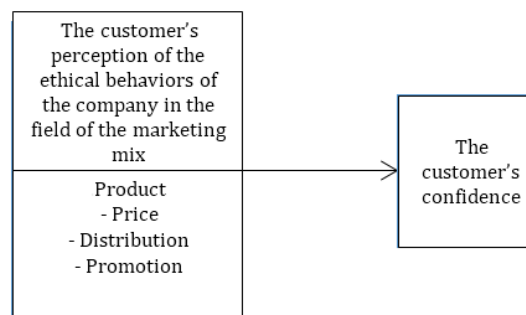 The customer’s
perception of the
ethical behaviors of
the company in the
field of the marketing
mix
Product
- Price
- Distribution
- Promotion
The
customer’s
confidence